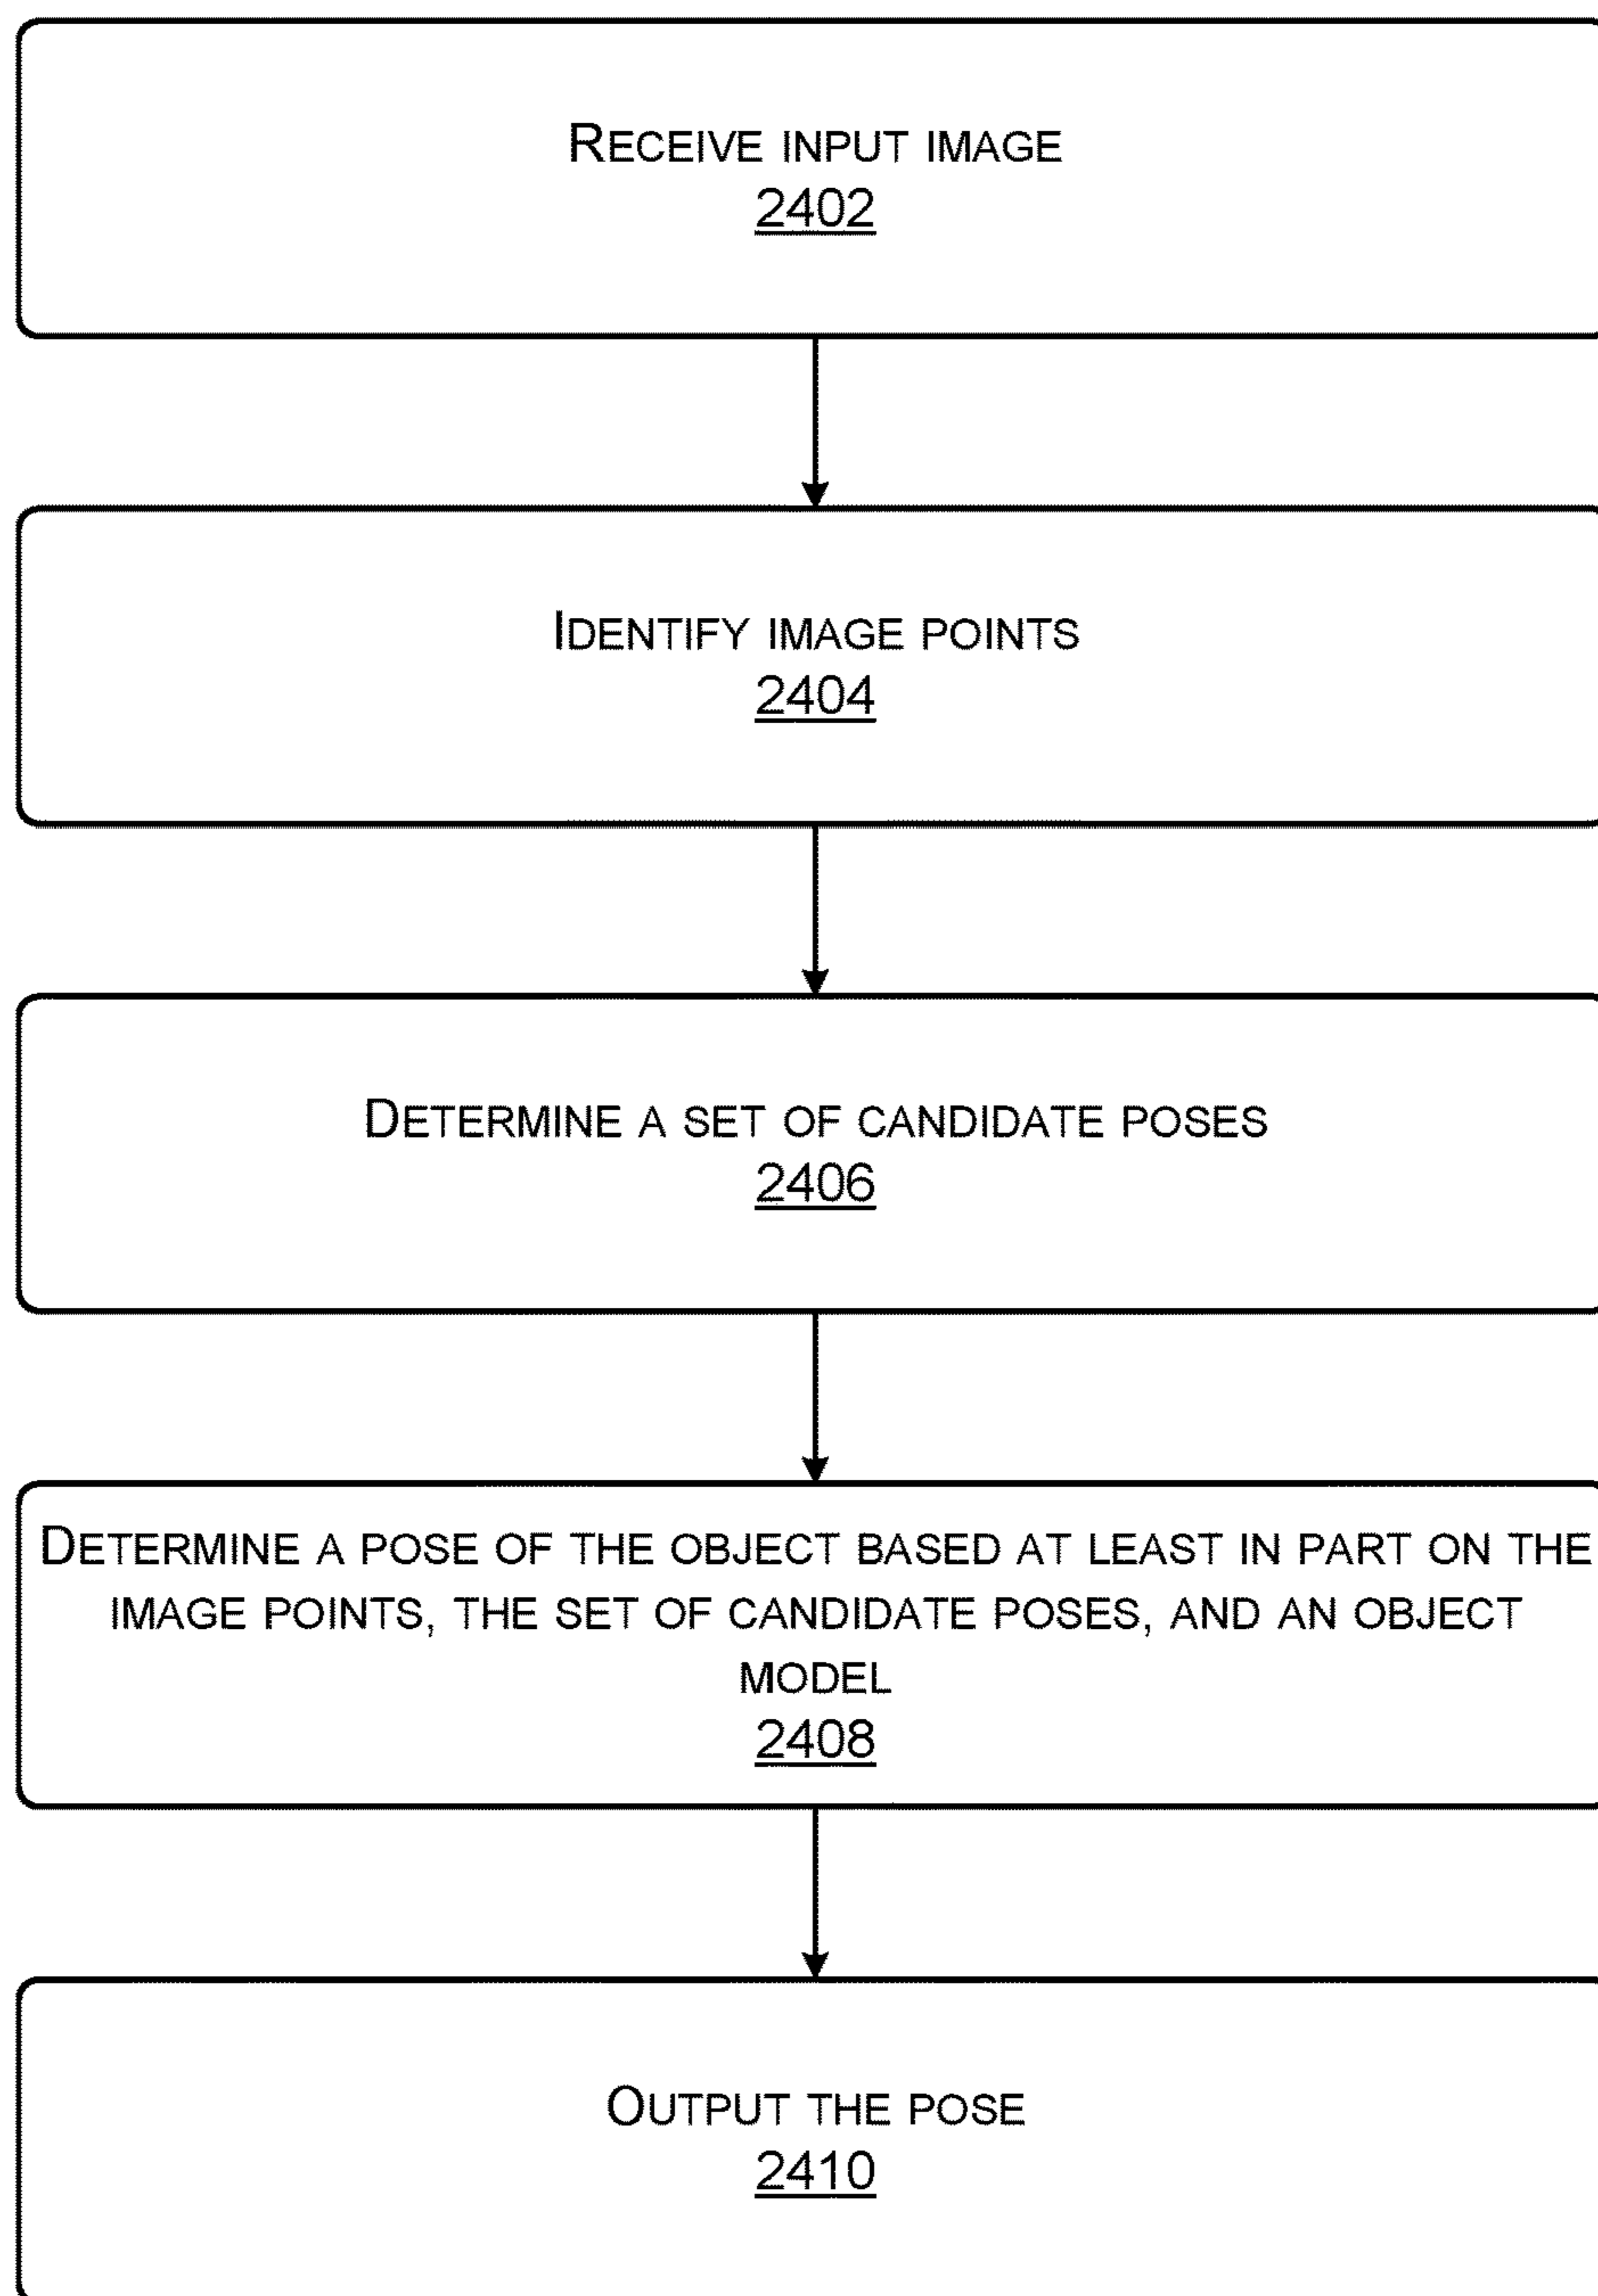 RECEIVE INPUT IMAGE
2402
IDENTIFY IMAGE POINTS
2404
DETERMINE A SET OF CANDIDATE POSES
2406
DETERMINE A POSE OF THE OBJECT BASED AT LEAST IN PART ON THE
IMAGE POINTS, THE SET OF CANDIDATE POSES, AND AN OBJECT
MODEL
2408
OUTPUT THE POSE
2410